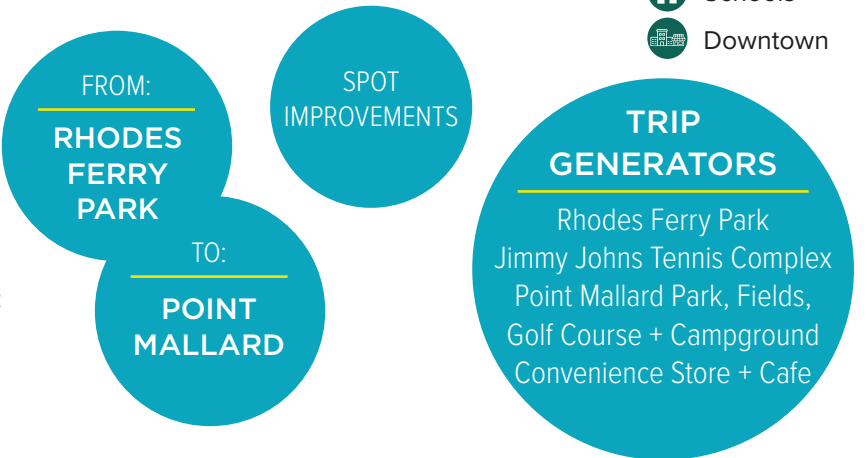 Schools
Downtown
FROM:
RHODES
FERRY
PARK
TO:
POINT
MALLARD
SPOT
IMPROVEMENTS
TRIP
GENERATORS
Rhodes Ferry Park
Jimmy Johns Tennis Complex
Point Mallard Park, Fields,
Golf Course + Campground
Convenience Store + Cafe